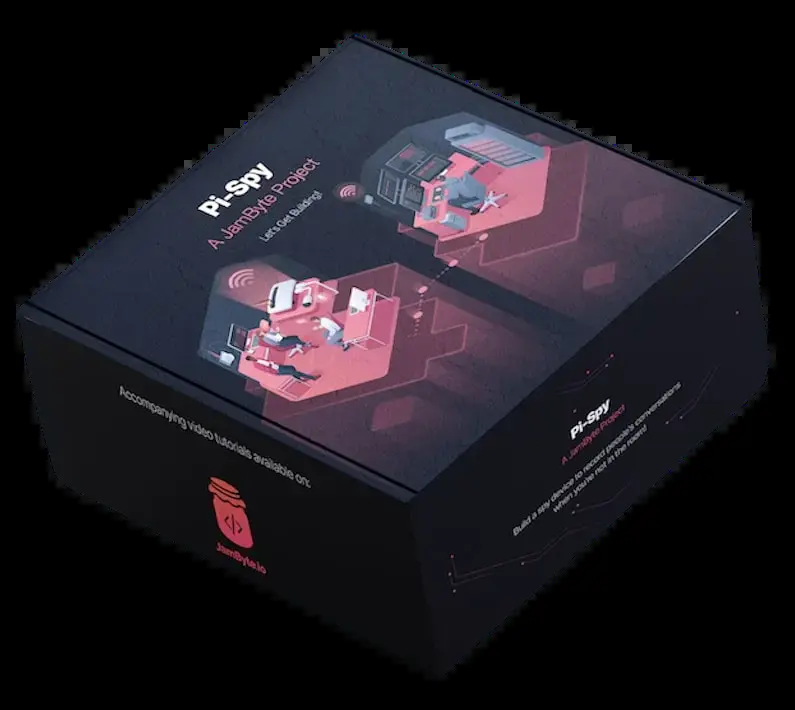 Pi-Spy
A JamByte Project
Let's Get Building!
Accompanying video tutorials available on:
</>
JamByte.io
Pi-Spy
A JamByte Project
Build a spy device to record people's conversations
when you're not in the room!